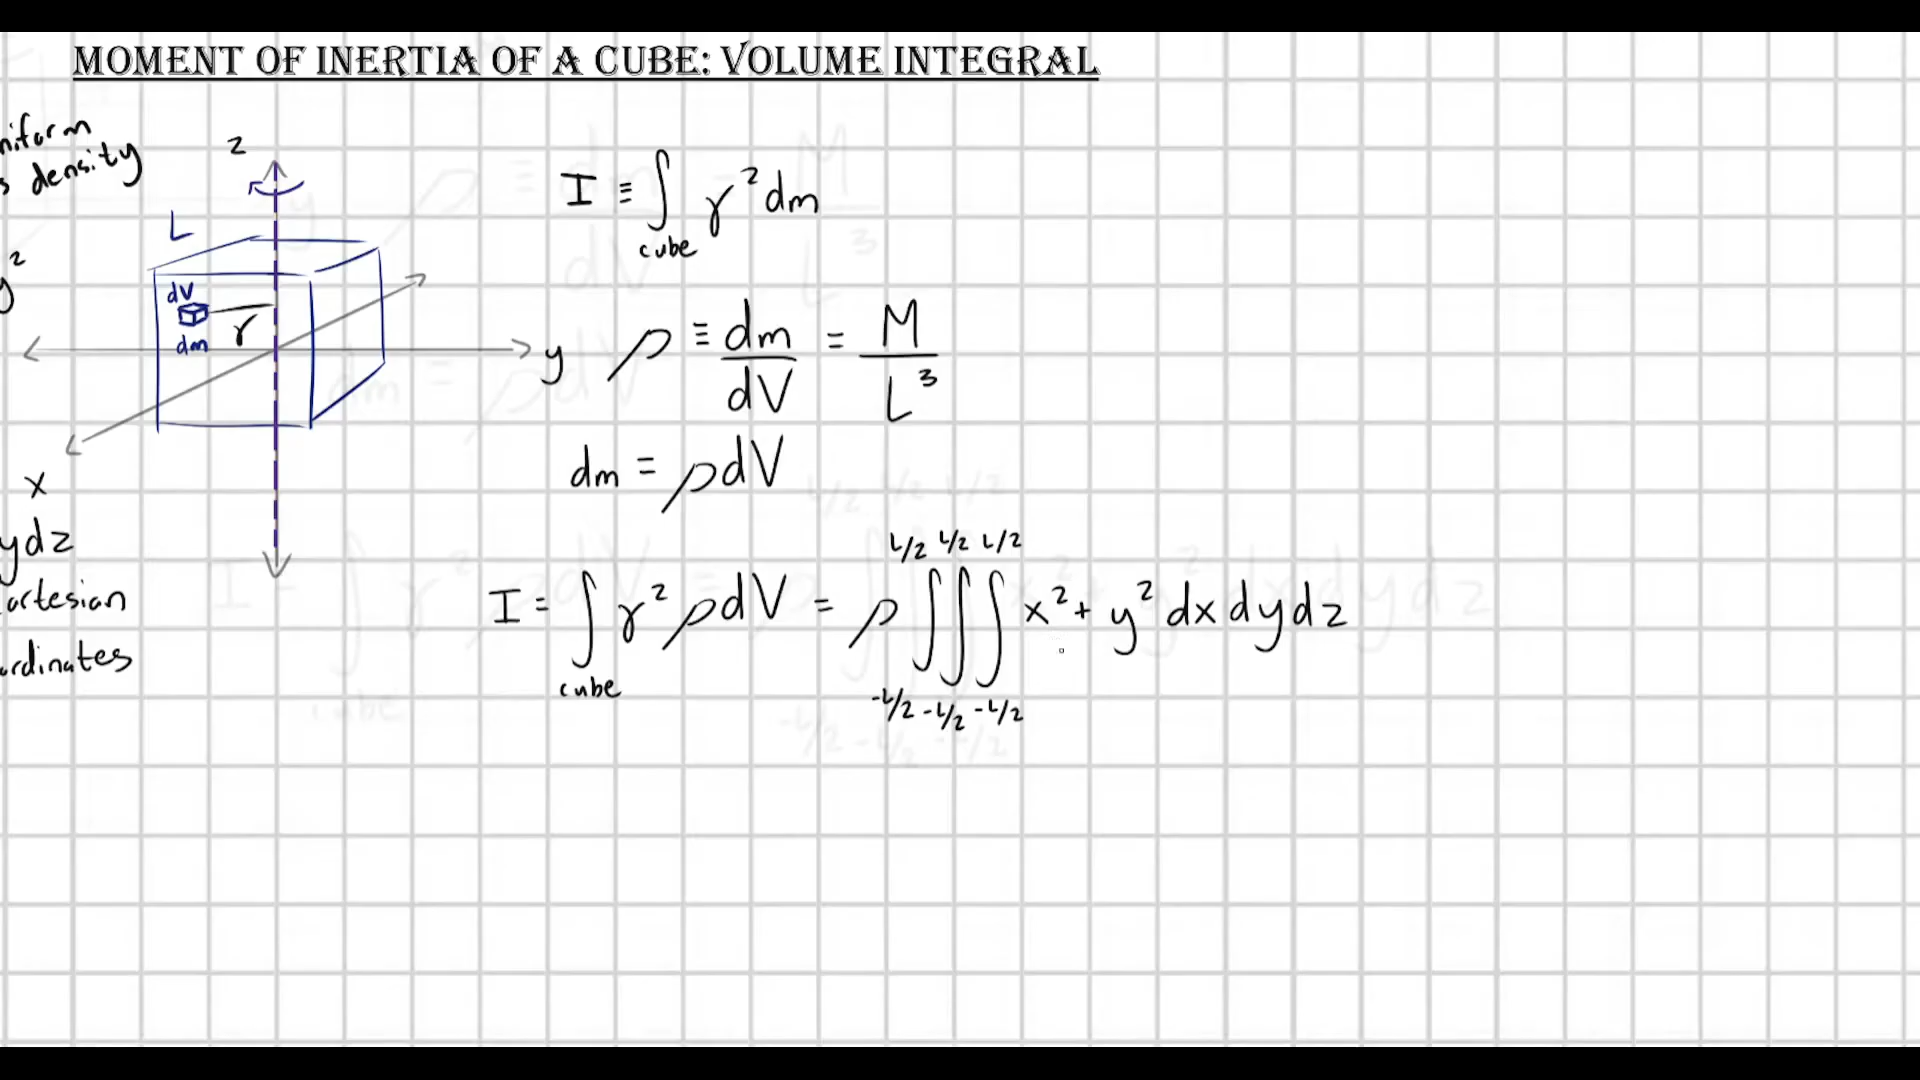 MOMENT OF INERTIA OF A CUBE: VOLUME INTEGRAL
density
z
L
dV
dm
r
y
x
ydz
I ≡ ∫cube r² dm
ρ ≡ dm/dV = M/L³
dm = ρdV
I = ∫cube r² ρdV = ρ ∫_{-L/2}^{L/2} ∫_{-L/2}^{L/2} ∫_{-L/2}^{L/2} x² + y² dx dy dz